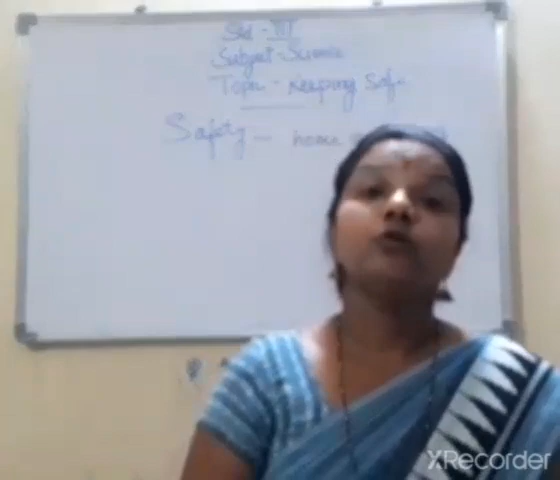 Std - III
Subject - Science
Topic - Keeping Safe
Safety - home
XRecorder